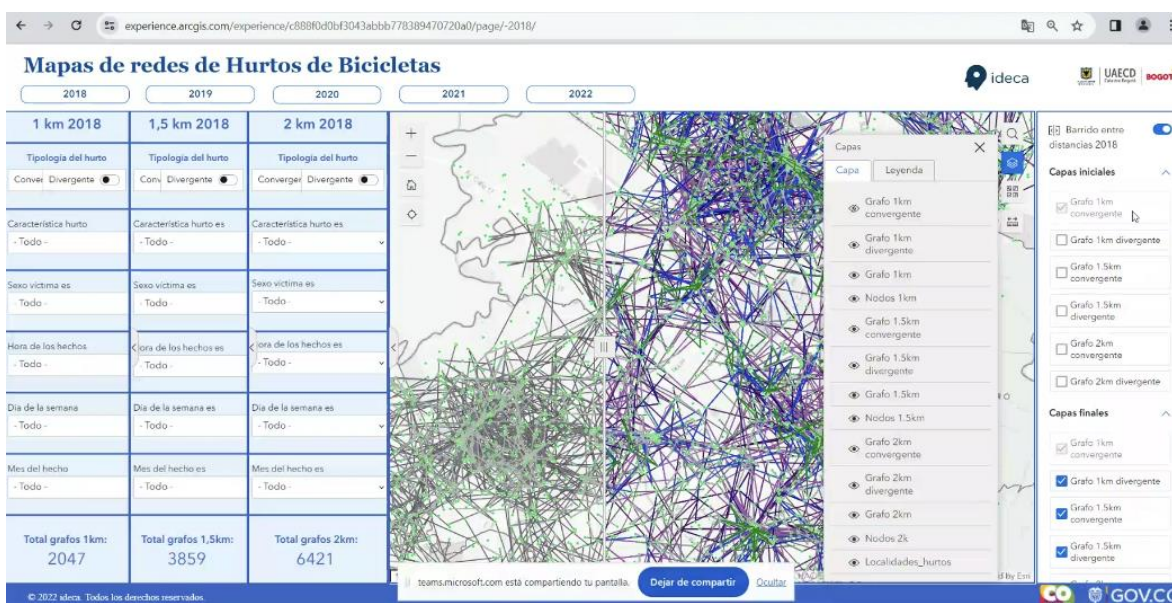 experience.arcgis.com/experience/c888f0d0bf3043abbb778389470720a0/page/-2018/
Mapas de redes de Hurtos de Bicicletas
ideca
UAECD
BOGOT
2018
2019
2020
2021
2022
1 km 2018
1,5 km 2018
2 km 2018
Tipología del hurto
Tipología del hurto
Tipología del hurto
Conver Divergente
Conv Divergente
Converger Divergente
Característica hurto
Característica hurto es
Característica hurto es
- Todo -
- Todo -
- Todo -
Sexo víctima es
Sexo víctima es
Sexo víctima es
- Todo -
- Todo -
- Todo -
Hora de los hechos
ora de los hechos es
ora de los hechos es
- Todo -
- Todo -
- Todo -
Día de la semana
Día de la semana es
Día de la semana es
- Todo -
- Todo -
- Todo -
Mes del hecho
Mes del hecho es
Mes del hecho es
- Todo -
- Todo -
- Todo -
Total grafos 1km:
2047
Total grafos 1,5km:
3859
Total grafos 2km:
6421
Capas
Capa
Leyenda
Grafo 1km
convergente
Grafo 1km
divergente
Grafo 1km
Nodos 1km
Grafo 1.5km
convergente
Grafo 1.5km
divergente
Grafo 1.5km
Nodos 1.5km
Grafo 2km
convergente
Grafo 2km
divergente
Grafo 2km
Nodos 2k
Localidades_hurtos
d by Esri
Barrido entre
distancias 2018
Capas iniciales
Grafo 1km
convergente
Grafo 1km divergente
Grafo 1.5km
convergente
Grafo 1.5km
divergente
Grafo 2km
convergente
Grafo 2km divergente
Capas finales
Grafo 1km
convergente
Grafo 1km divergente
Grafo 1.5km
convergente
Grafo 1.5km
divergente
teams.microsoft.com está compartiendo tu pantalla.
Dejar de compartir
Ocultar
© 2022 ideca. Todos los derechos reservados.
CO
GOV.CO